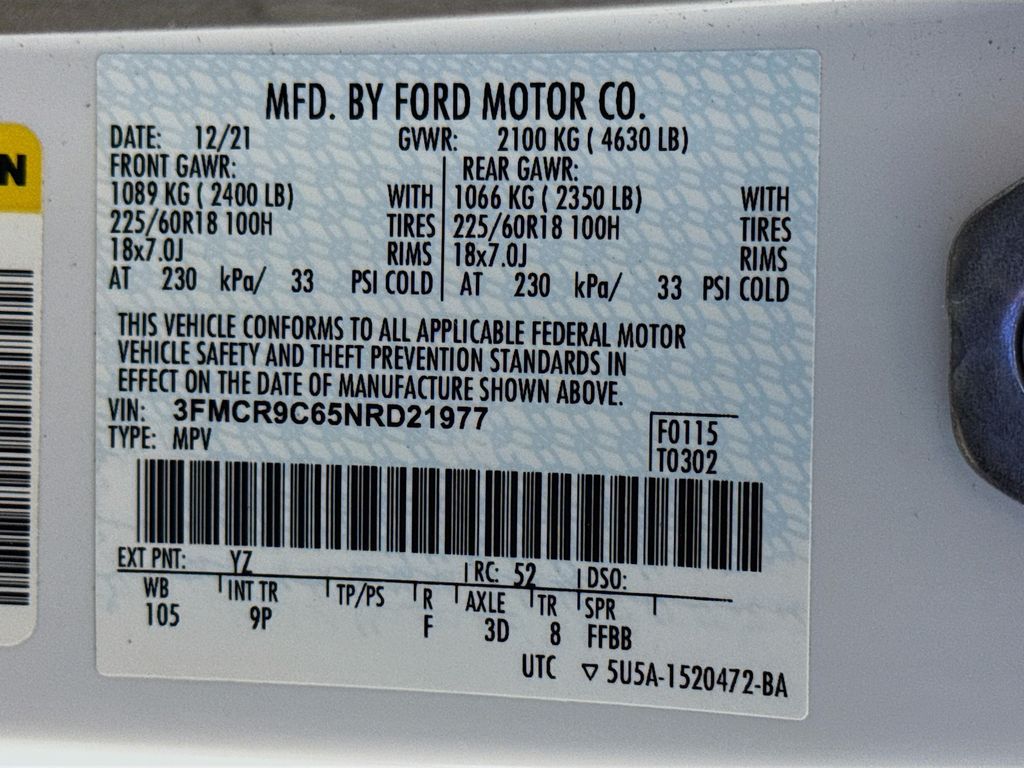 N
MFD. BY FORD MOTOR CO.
DATE: 12/21 GVWR: 2100 KG ( 4630 LB)
FRONT GAWR: REAR GAWR:
1089 KG ( 2400 LB) WITH 1066 KG ( 2350 LB) WITH
225/60R18 100H TIRES 225/60R18 100H TIRES
18x7.0J RIMS 18x7.0J RIMS
AT 230 kPa/ 33 PSI COLD AT 230 kPa/ 33 PSI COLD
THIS VEHICLE CONFORMS TO ALL APPLICABLE FEDERAL MOTOR
VEHICLE SAFETY AND THEFT PREVENTION STANDARDS IN
EFFECT ON THE DATE OF MANUFACTURE SHOWN ABOVE.
VIN: 3FMCR9C65NRD21977
TYPE: MPV
F0115
T0302
EXT PNT: YZ RC: 52 DSO:
WB INT TR TP/PS R AXLE TR SPR
105 9P F 3D 8 FFBB
UTC ▽ 5U5A-1520472-BA